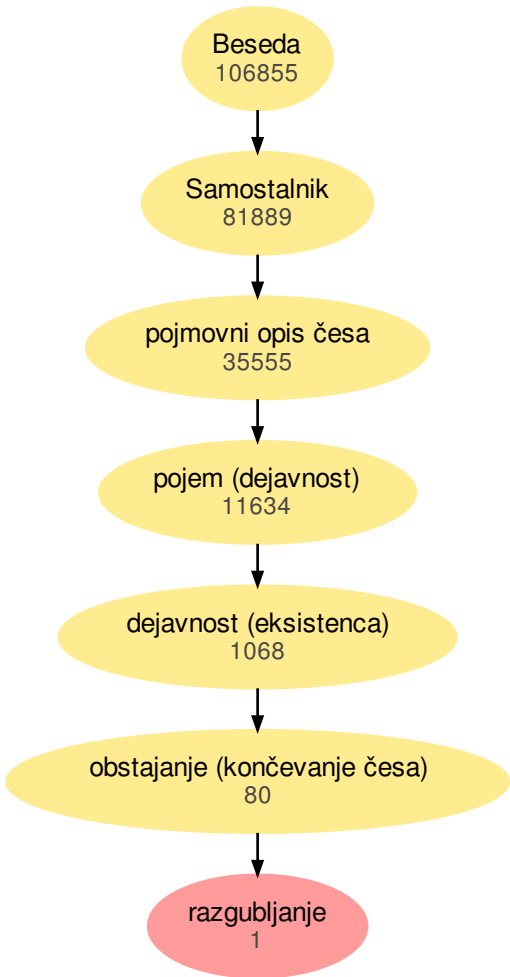 Beseda
106855
Samostalnik
81889
pojmovni opis česa
35555
pojem (dejavnost)
11634
dejavnost (eksistenca)
1068
obstajanje (končevanje česa)
80
razgubljanje
1